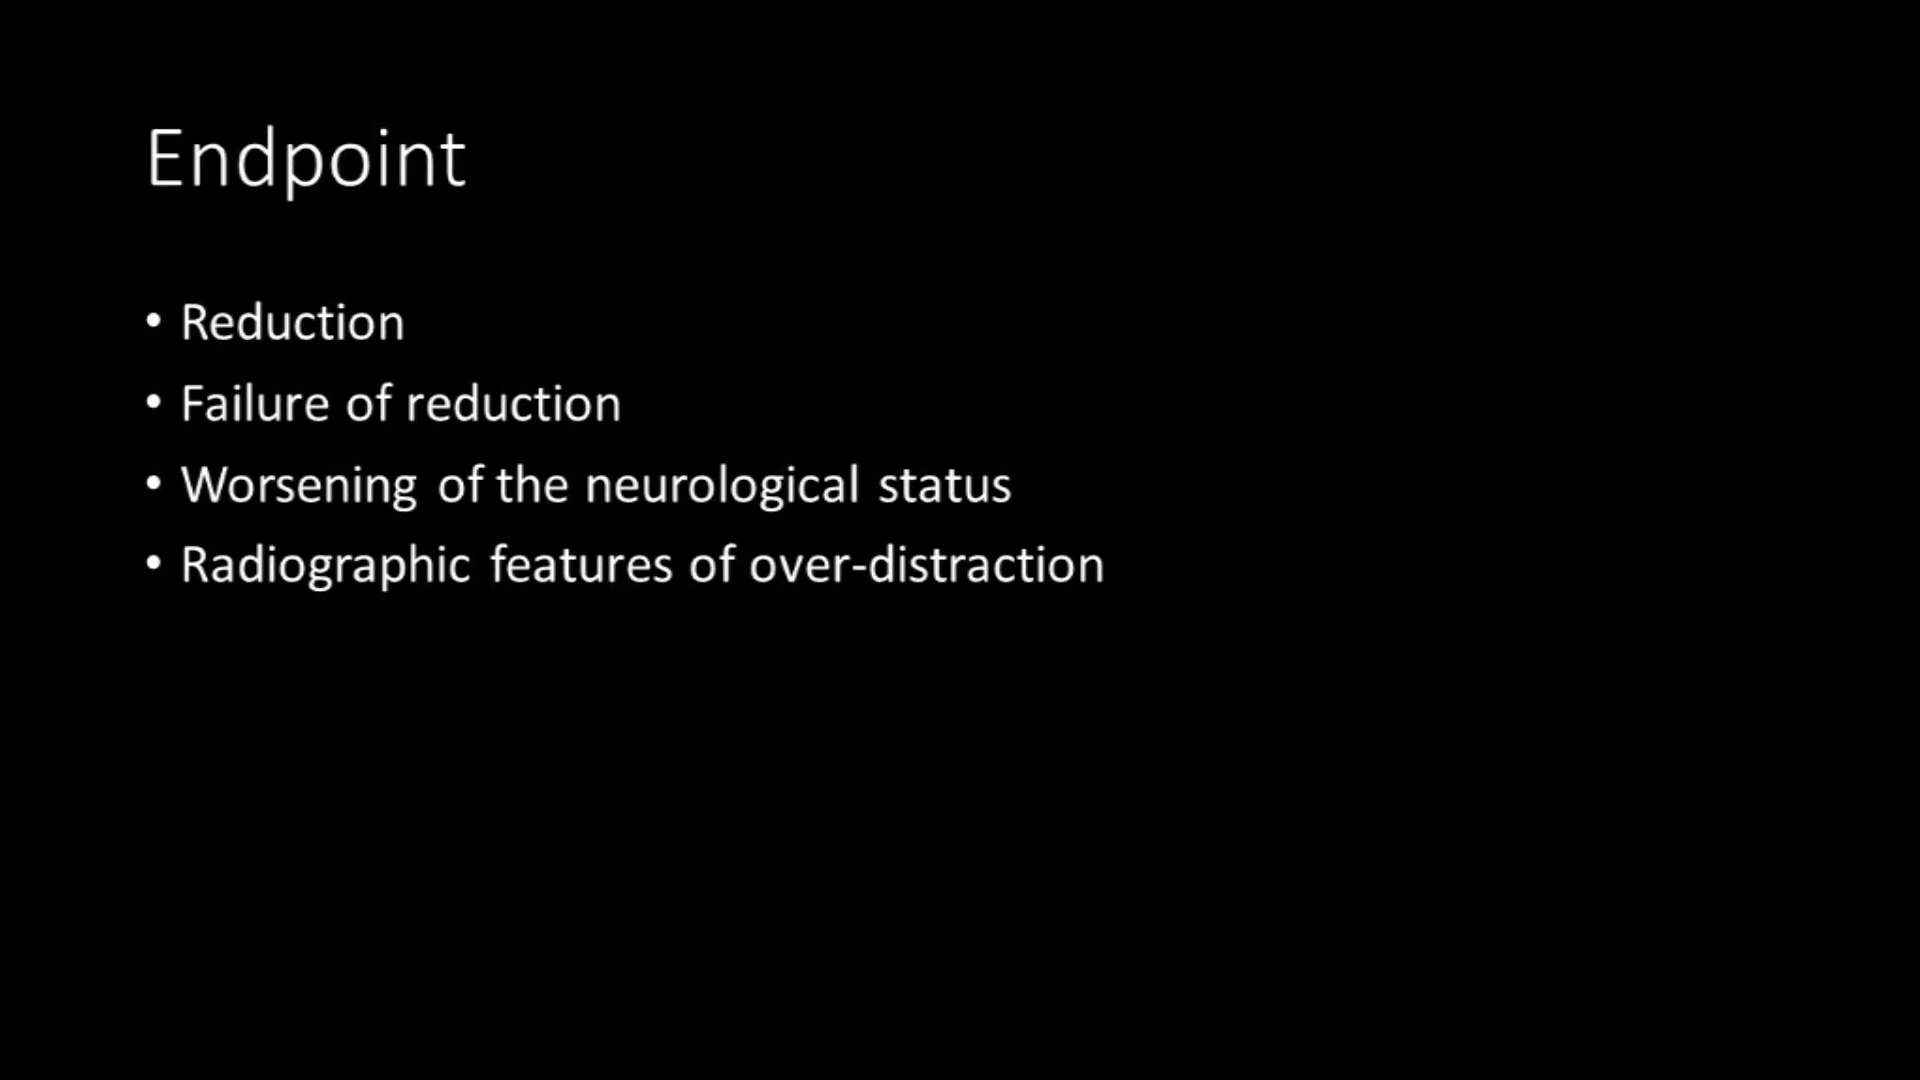 Endpoint
• Reduction
• Failure of reduction
• Worsening of the neurological status
• Radiographic features of over-distraction